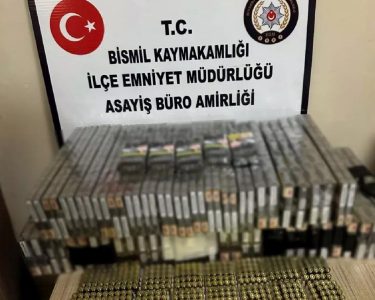 T.C.
BİSMİL KAYMAKAMLIĞI
İLÇE EMNİYET MÜDÜRLÜĞÜ
ASAYİŞ BÜRO AMİRLİĞİ